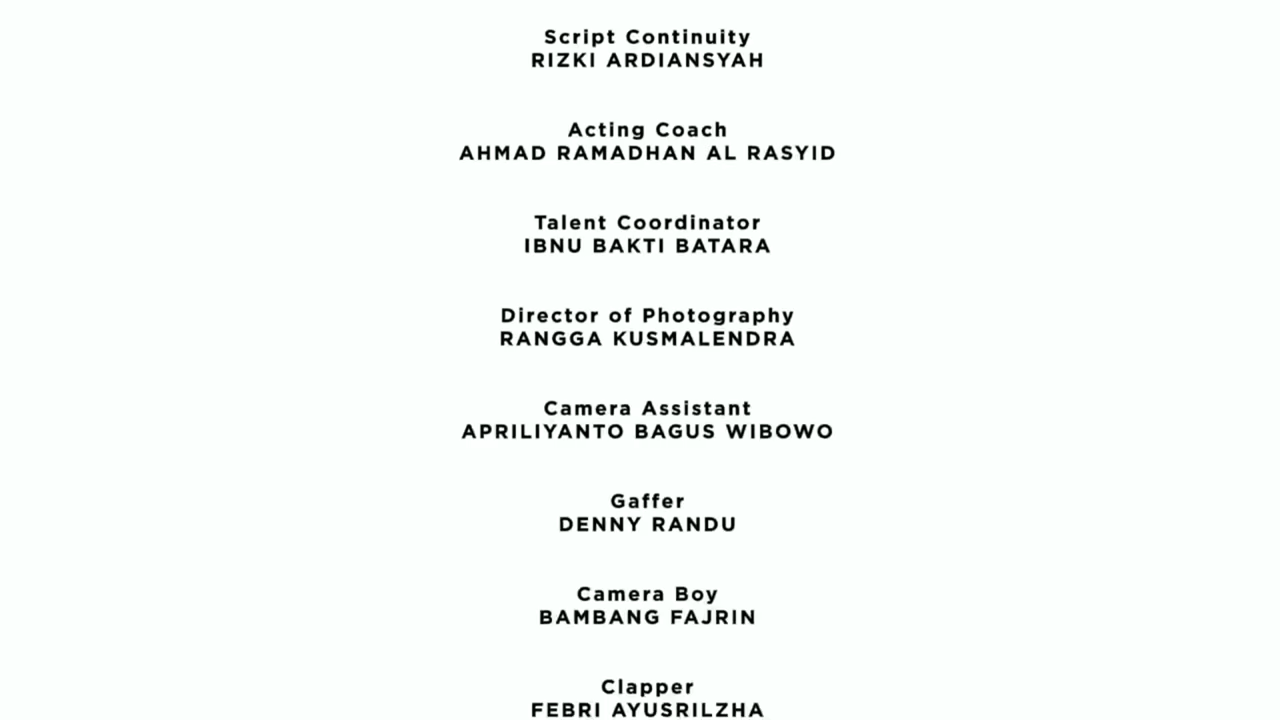 Script Continuity
RIZKI ARDIANSYAH
Acting Coach
AHMAD RAMADHAN AL RASYID
Talent Coordinator
IBNU BAKTI BATARA
Director of Photography
RANGGA KUSMALENDRA
Camera Assistant
APRILIYANTO BAGUS WIBOWO
Gaffer
DENNY RANDU
Camera Boy
BAMBANG FAJRIN
Clapper
FEBRI AYUSRILZHA